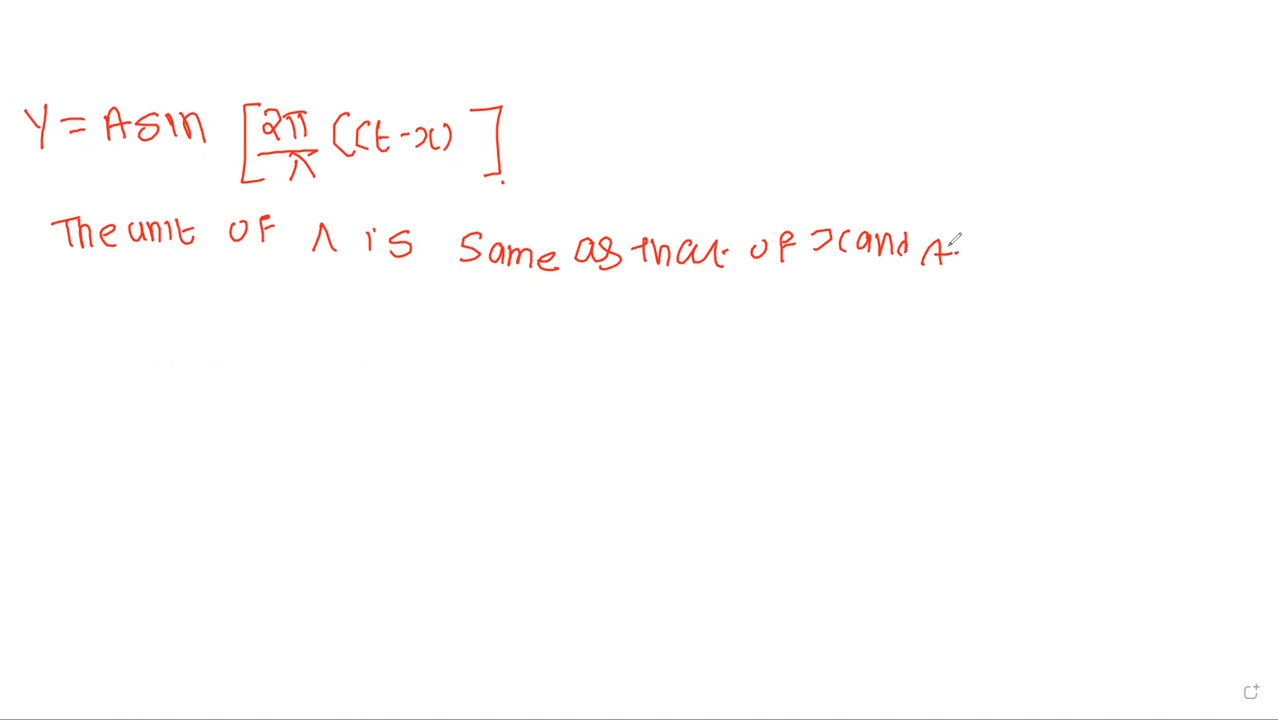 Y = A sin [2π/λ (ct - x)]
The unit of λ is same as that of x and A.